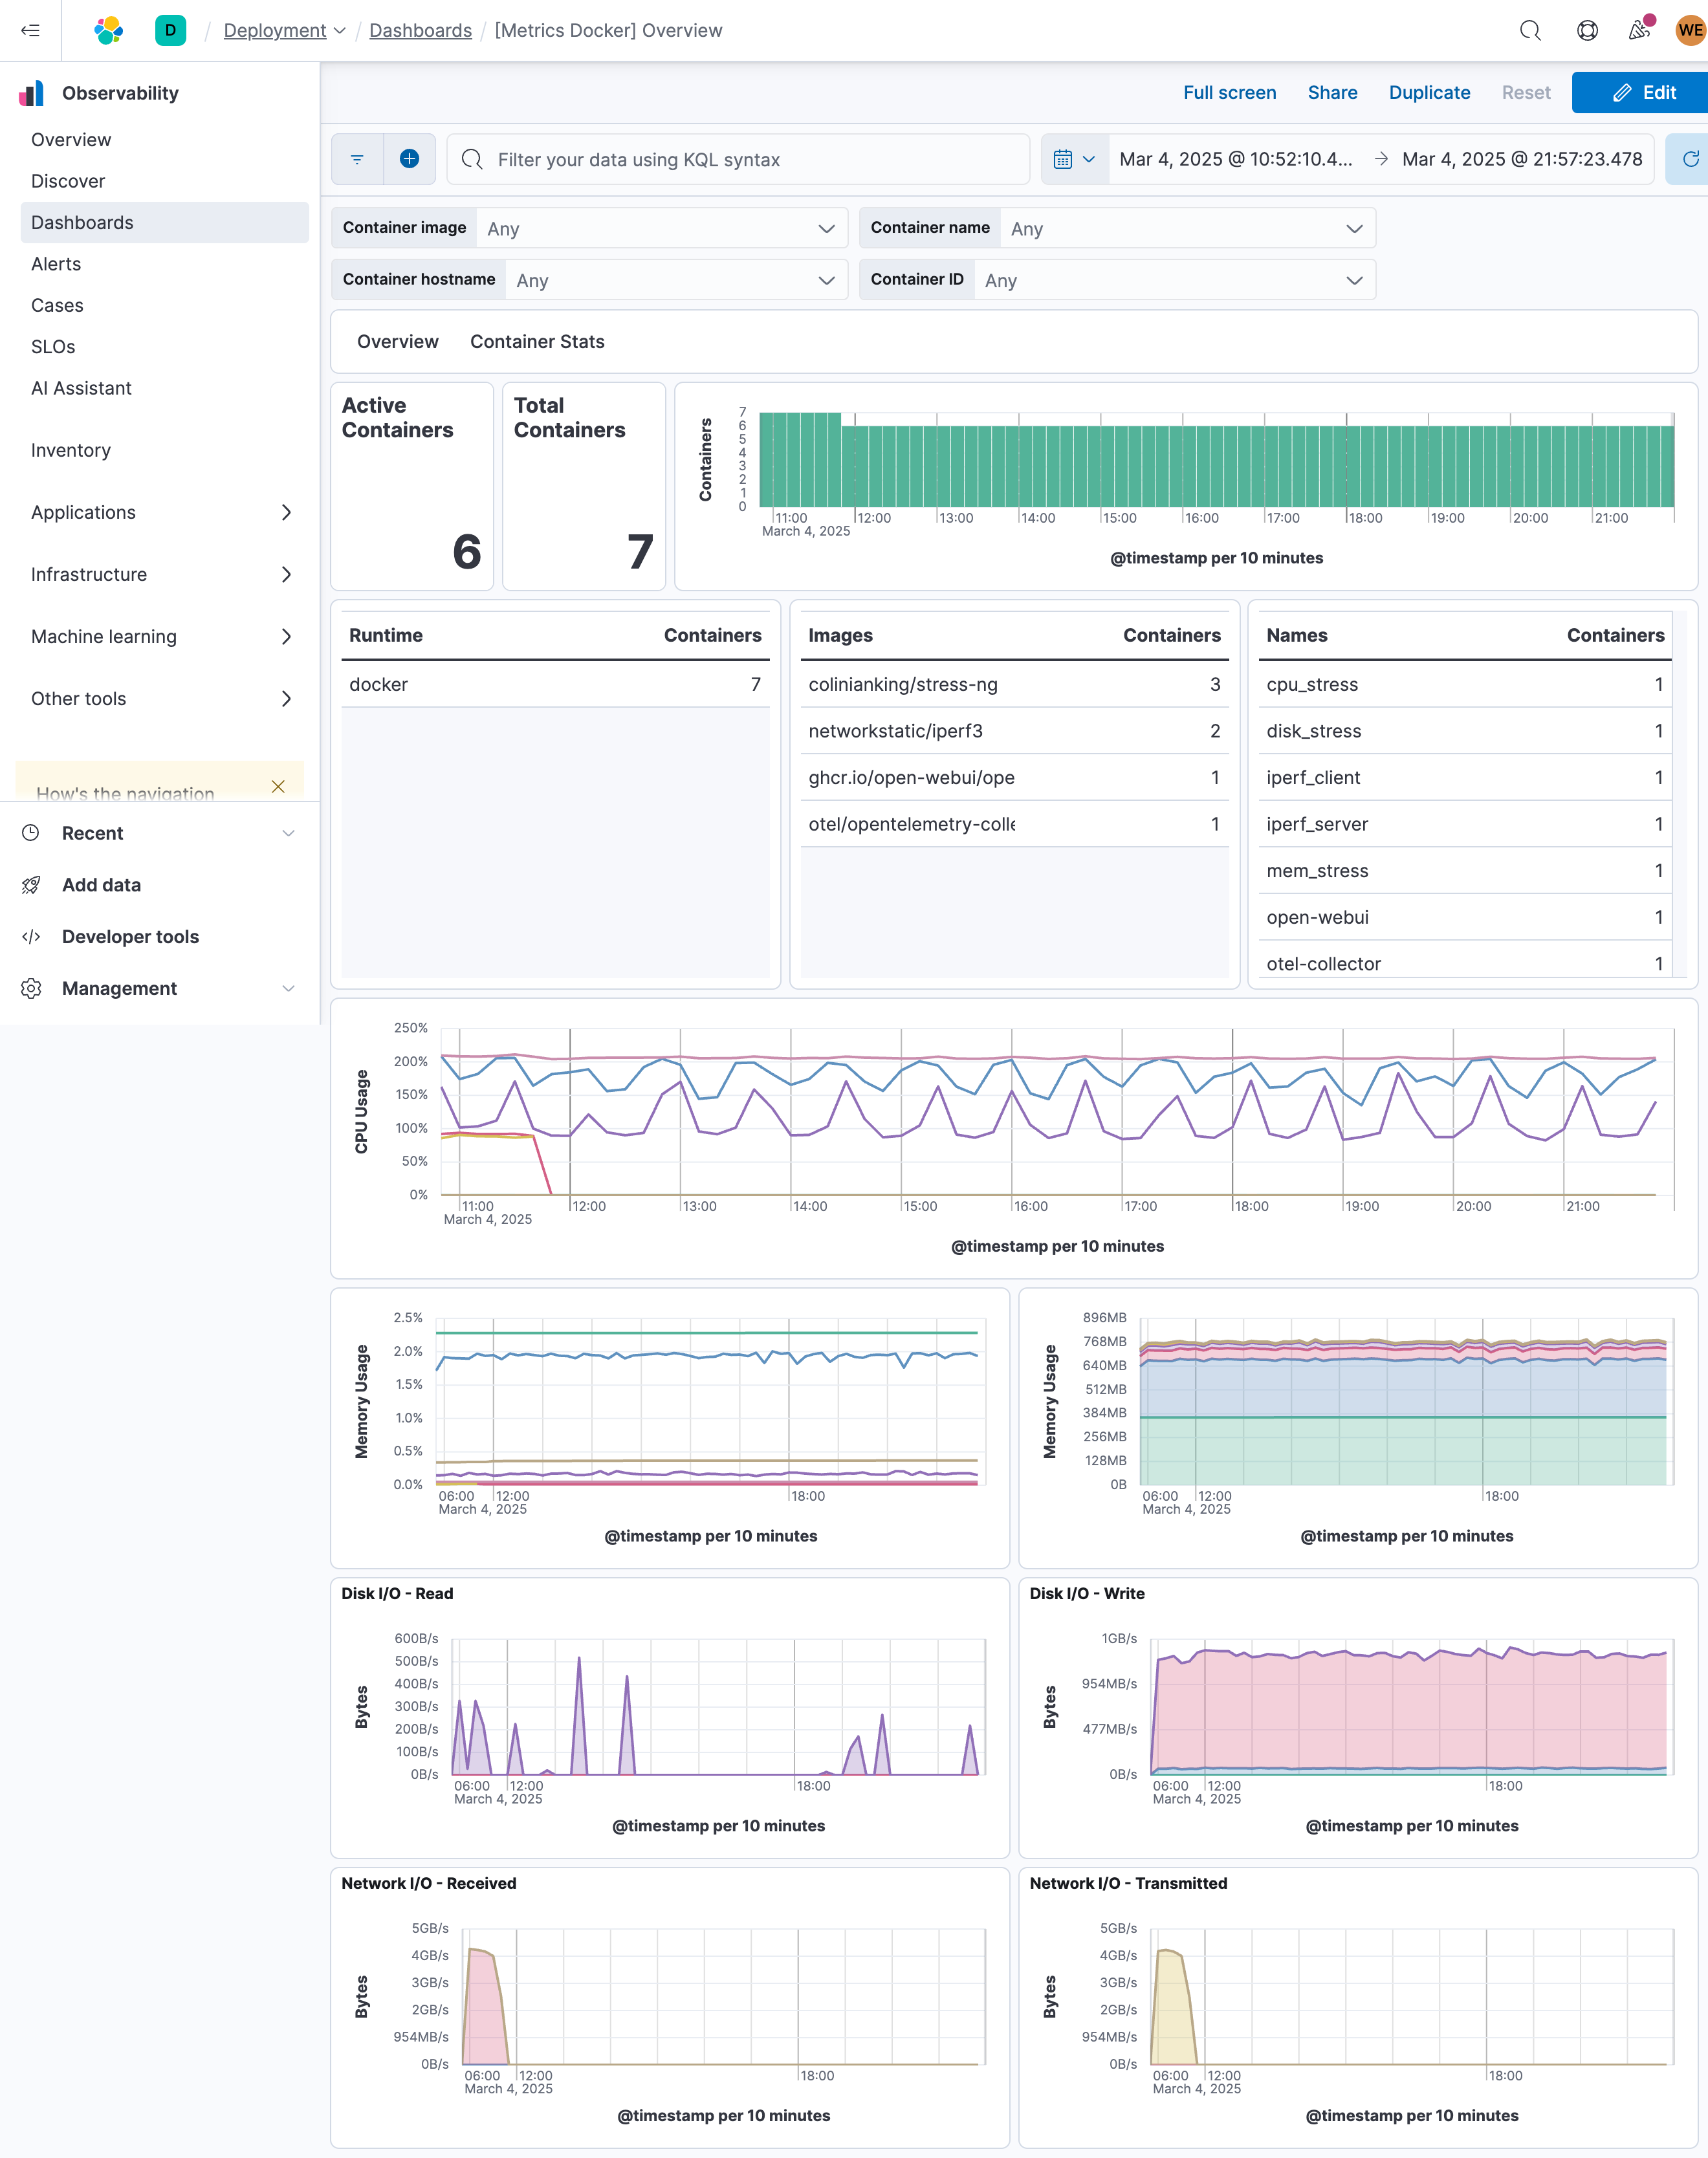 D / Deployment / Dashboards / [Metrics Docker] Overview WE
Observability
Overview
Discover
Dashboards
Alerts
Cases
SLOs
AI Assistant
Inventory
Applications
Infrastructure
Machine learning
Other tools
How's the navigation
Recent
Add data
Developer tools
Management
Full screen Share Duplicate Reset Edit
Filter your data using KQL syntax Mar 4, 2025 @ 10:52:10.4... → Mar 4, 2025 @ 21:57:23.478
Container image Any Container name Any
Container hostname Any Container ID Any
Overview Container Stats
Active
Containers
6
Total
Containers
7
Containers
7
6
5
4
3
2
1
0
11:00 12:00 13:00 14:00 15:00 16:00 17:00 18:00 19:00 20:00 21:00
March 4, 2025
@timestamp per 10 minutes
Runtime Containers
docker 7
Images Containers
colinianking/stress-ng 3
networkstatic/iperf3 2
ghcr.io/open-webui/ope 1
otel/opentelemetry-colle 1
Names Containers
cpu_stress 1
disk_stress 1
iperf_client 1
iperf_server 1
mem_stress 1
open-webui 1
otel-collector 1
CPU Usage
250%
200%
150%
100%
50%
0%
11:00 12:00 13:00 14:00 15:00 16:00 17:00 18:00 19:00 20:00 21:00
March 4, 2025
@timestamp per 10 minutes
Memory Usage
2.5%
2.0%
1.5%
1.0%
0.5%
0.0%
06:00 12:00 18:00
March 4, 2025
@timestamp per 10 minutes
Memory Usage
896MB
768MB
640MB
512MB
384MB
256MB
128MB
0B
06:00 12:00 18:00
March 4, 2025
@timestamp per 10 minutes
Disk I/O - Read
Bytes
600B/s
500B/s
400B/s
300B/s
200B/s
100B/s
0B/s
06:00 12:00 18:00
March 4, 2025
@timestamp per 10 minutes
Disk I/O - Write
Bytes
1GB/s
954MB/s
477MB/s
0B/s
06:00 12:00 18:00
March 4, 2025
@timestamp per 10 minutes
Network I/O - Received
Bytes
5GB/s
4GB/s
3GB/s
2GB/s
954MB/s
0B/s
06:00 12:00 18:00
March 4, 2025
@timestamp per 10 minutes
Network I/O - Transmitted
Bytes
5GB/s
4GB/s
3GB/s
2GB/s
954MB/s
0B/s
06:00 12:00 18:00
March 4, 2025
@timestamp per 10 minutes